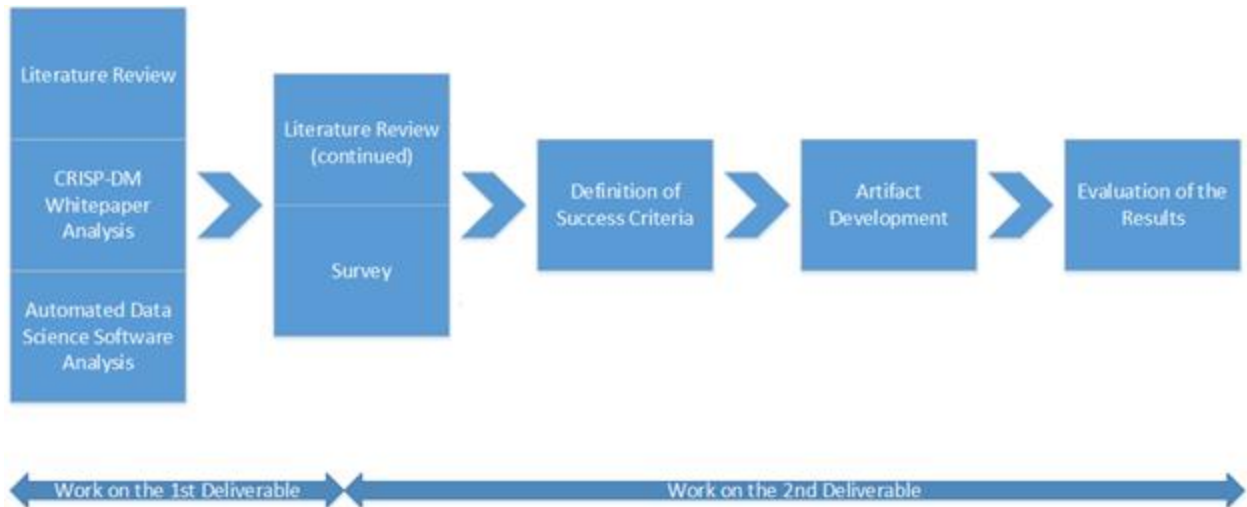 Literature Review
CRISP-DM
Whitepaper
Analysis
Automated Data
Science Software
Analysis
Literature Review
(continued)
Survey
Definition of
Success Criteria
Artifact
Development
Evaluation of the
Results
Work on the 1st Deliverable
Work on the 2nd Deliverable